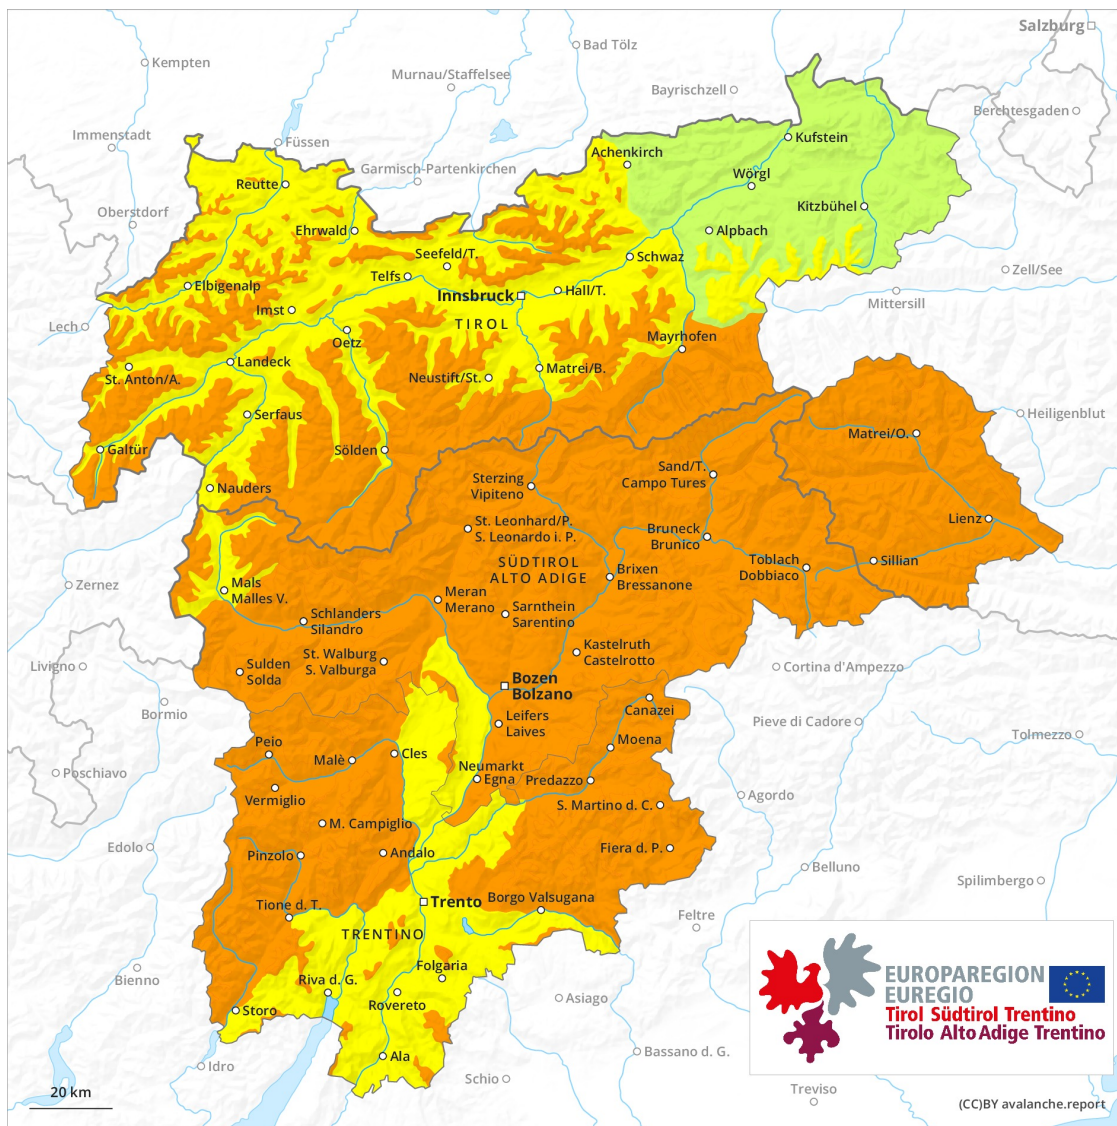 Salzburg
Bad Tölz
Kempten
Murnau/Staffelsee
Bayrischzell
Berchtesgaden
Immenstadt
Füssen
Kufstein
Achenkirch
Garmisch-Partenkirchen
Wörgl
Reutte
Oberstdorf
Kitzbühel
Ehrwald
Alpbach
Seefeld/T.
Schwaz
Zell/See
Telfs
Elbigenalp
Innsbruck
Hall/T.
Mittersill
Imst
TIROL
Lech
Oetz
Mayrhofen
Landeck
Matrei/B.
St. Anton/A.
Neustift/St.
Serfaus
Heiligenblut
Matrei/O.
Galtür
Sölden
Sterzing
Vipiteno
Sand/T.
Campo Tures
Nauders
St. Leonhard/P.
S. Leonardo i. P.
Bruneck
Brunico
Lienz
SÜDTIROL
ALTO ADIGE
Toblach
Dobbiaco
Sillian
Brixen
Bressanone
Zernez
Mals
Malles V.
Meran
Merano
Schlanders
Silandro
Sarnthein
Sarentino
Kastelruth
Castelrotto
St. Walburg
S. Valburga
Livigno
Sulden
Solda
Cortina d'Ampezzo
Bozen
Bolzano
Canazei
Bormio
Leifers
Laives
Pieve di Cadore
Moena
Tolmezzo
Peio
Malè
Cles
Neumarkt
Egna
Predazzo
Poschiavo
Vermiglio
Agordo
S. Martino d. C.
M. Campiglio
Edolo
Andalo
Fiera d. P.
Pinzolo
Belluno
Spilimbergo
Trento
Borgo Valsugana
Tione d. T.
Feltre
TRENTINO
Folgaria
Bienno
Riva d. G.
Rovereto
Asiago
Storo
EUROPAREGION
EUREGIO
Tirol Südtirol Trentino
Tirolo Alto Adige Trentino
Ala
Bassano d. G.
Idro
Schio
Treviso
20 km
(CC)BY avalanche.report